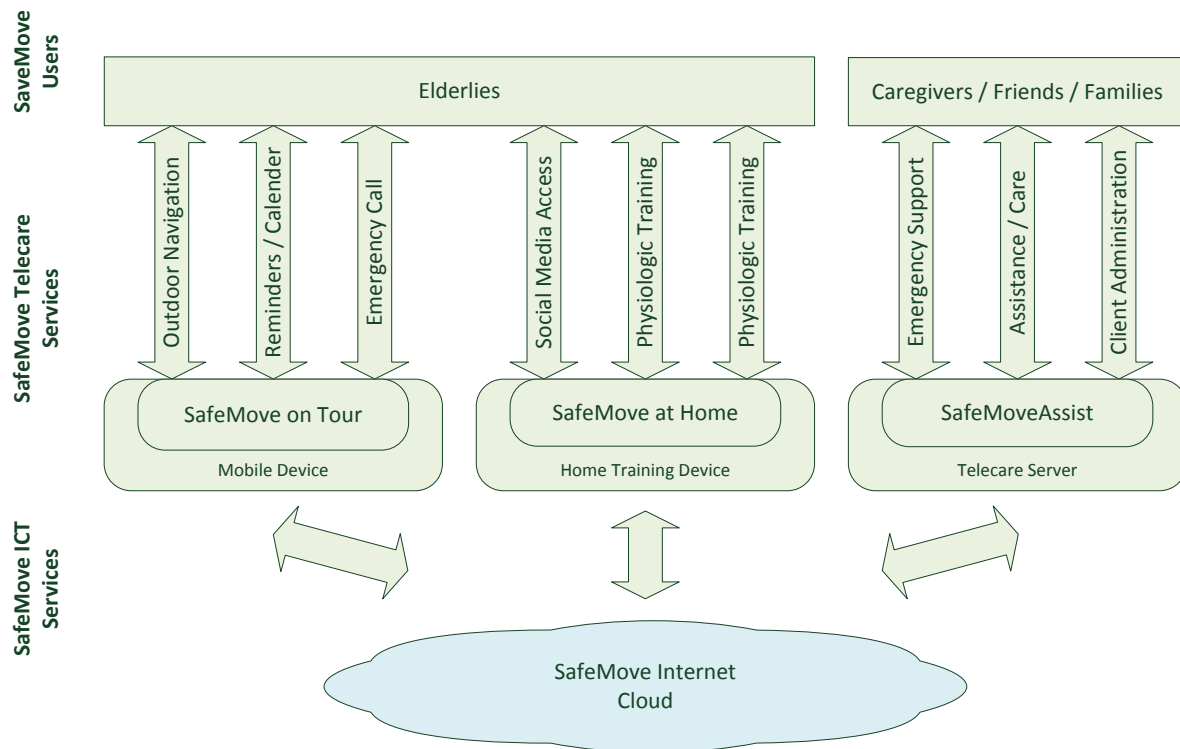 SaveMove
Users
Elderlies
Caregivers / Friends / Families
SafeMove Telecare
Services
Outdoor Navigation
Reminders / Calender
Emergency Call
Social Media Access
Physiologic Training
Physiologic Training
Emergency Support
Assistance / Care
Client Administration
SafeMove on Tour
Mobile Device
SafeMove at Home
Home Training Device
SafeMoveAssist
Telecare Server
SafeMove ICT
Services
SafeMove Internet
Cloud